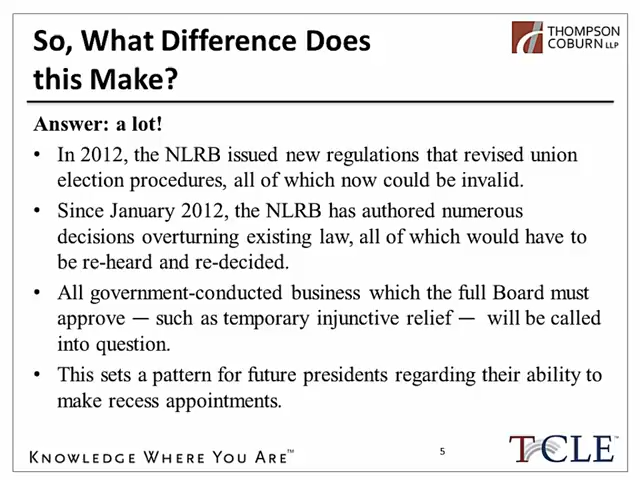 So, What Difference Does
this Make?
THOMPSON
COBURN LLP
Answer: a lot!
• In 2012, the NLRB issued new regulations that revised union
election procedures, all of which now could be invalid.
• Since January 2012, the NLRB has authored numerous
decisions overturning existing law, all of which would have to
be re-heard and re-decided.
• All government-conducted business which the full Board must
approve — such as temporary injunctive relief — will be called
into question.
• This sets a pattern for future presidents regarding their ability to
make recess appointments.
KNOWLEDGE WHERE YOU ARE™
5
TCLE™